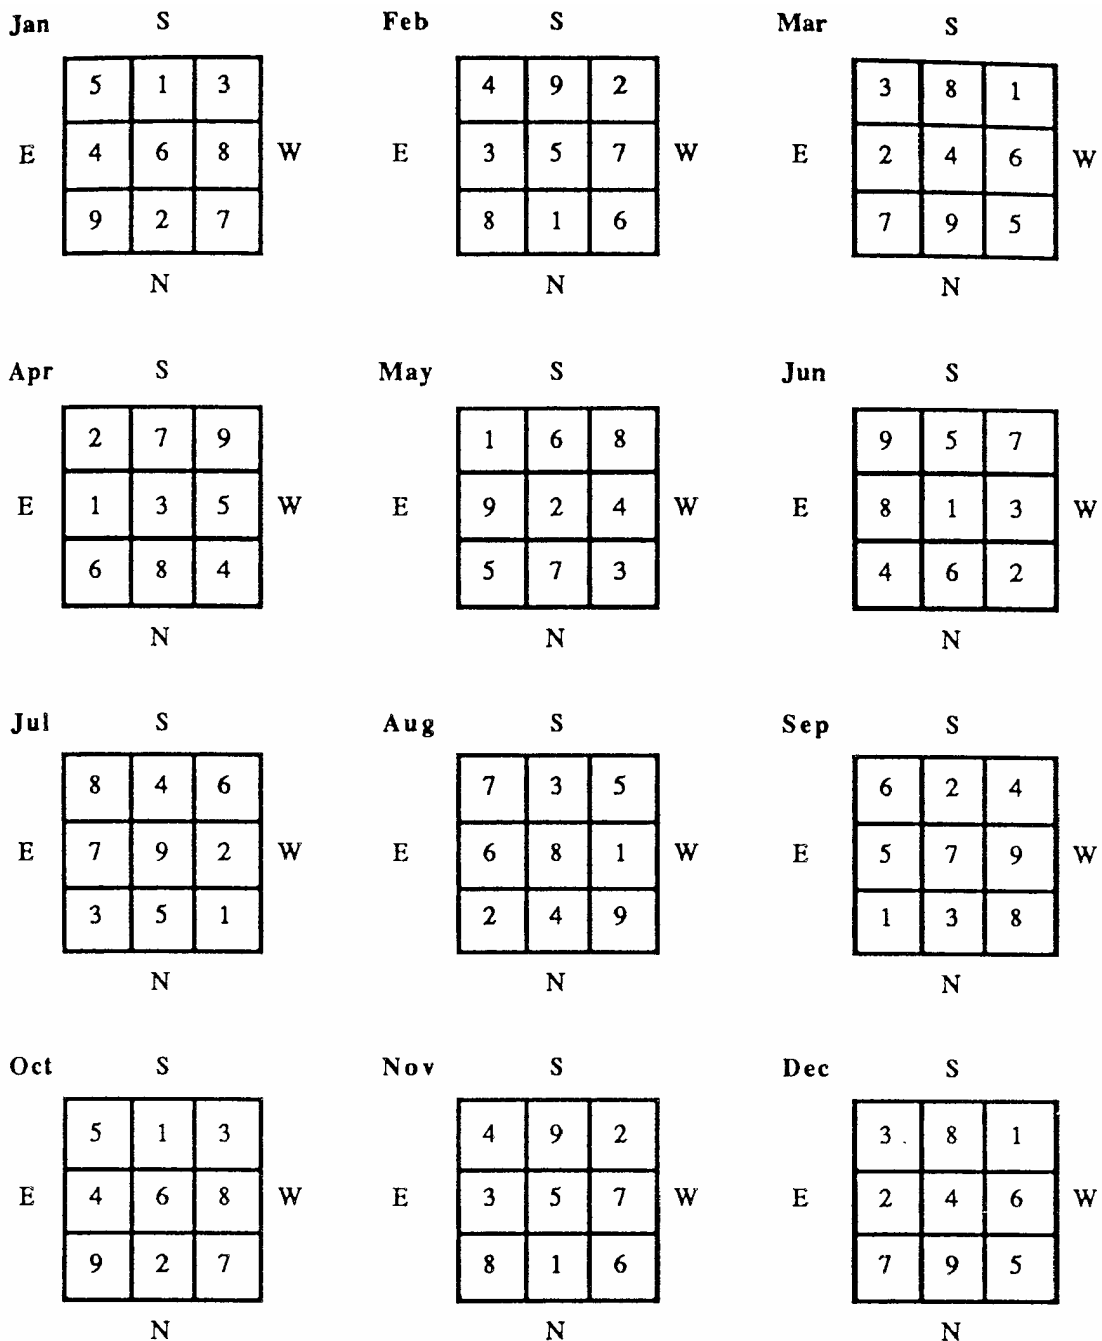 Jan S Feb S Mar S
5 1 3 4 9 2 3 8 1
E 4 6 8 W E 3 5 7 W E 2 4 6 W
9 2 7 8 1 6 7 9 5
N N N
Apr S May S Jun S
2 7 9 1 6 8 9 5 7
E 1 3 5 W E 9 2 4 W E 8 1 3 W
6 8 4 5 7 3 4 6 2
N N N
Jul S Aug S Sep S
8 4 6 7 3 5 6 2 4
E 7 9 2 W E 6 8 1 W E 5 7 9 W
3 5 1 2 4 9 1 3 8
N N N
Oct S Nov S Dec S
5 1 3 4 9 2 3 8 1
E 4 6 8 W E 3 5 7 W E 2 4 6 W
9 2 7 8 1 6 7 9 5
N N N